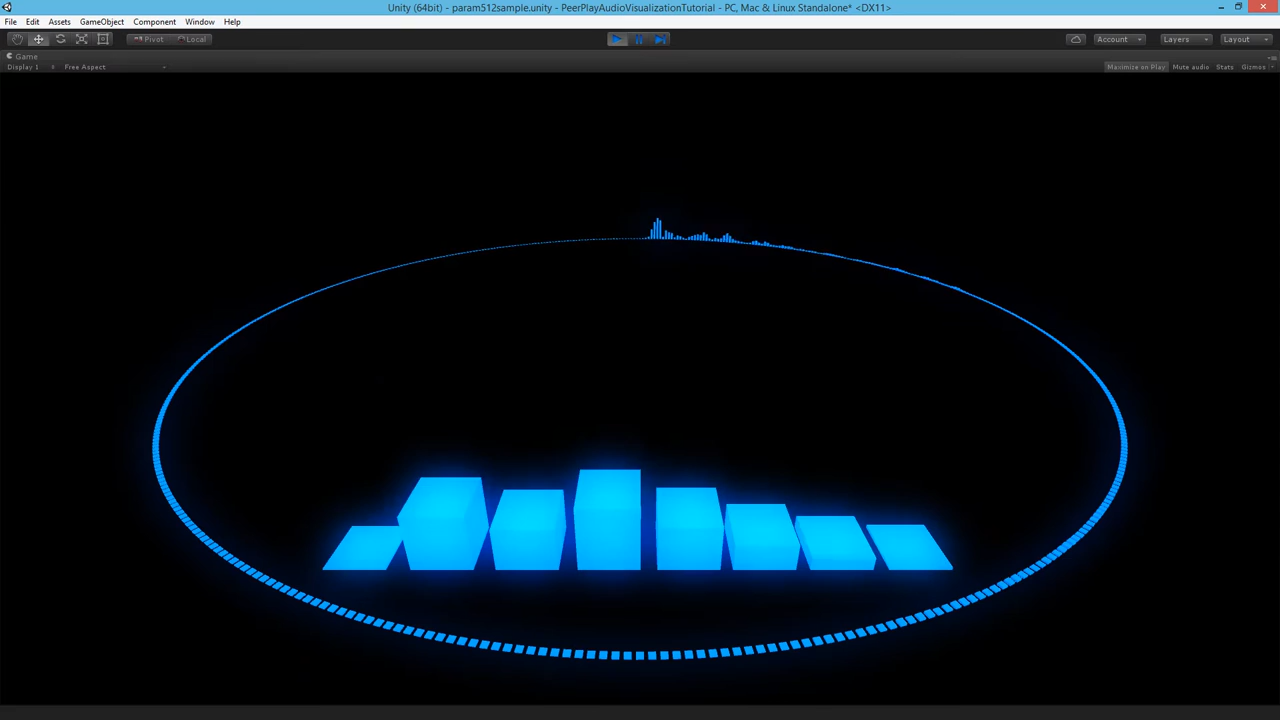 Unity (64bit) - param512sample.unity - PeerPlayAudioVisualizationTutorial - PC, Mac & Linux Standalone* <DX11>
File Edit Assets GameObject Component Window Help
Pivot Local Account Layers Layout
Game
Display 1 Free Aspect Maximize on Play Mute audio Stats Gizmos